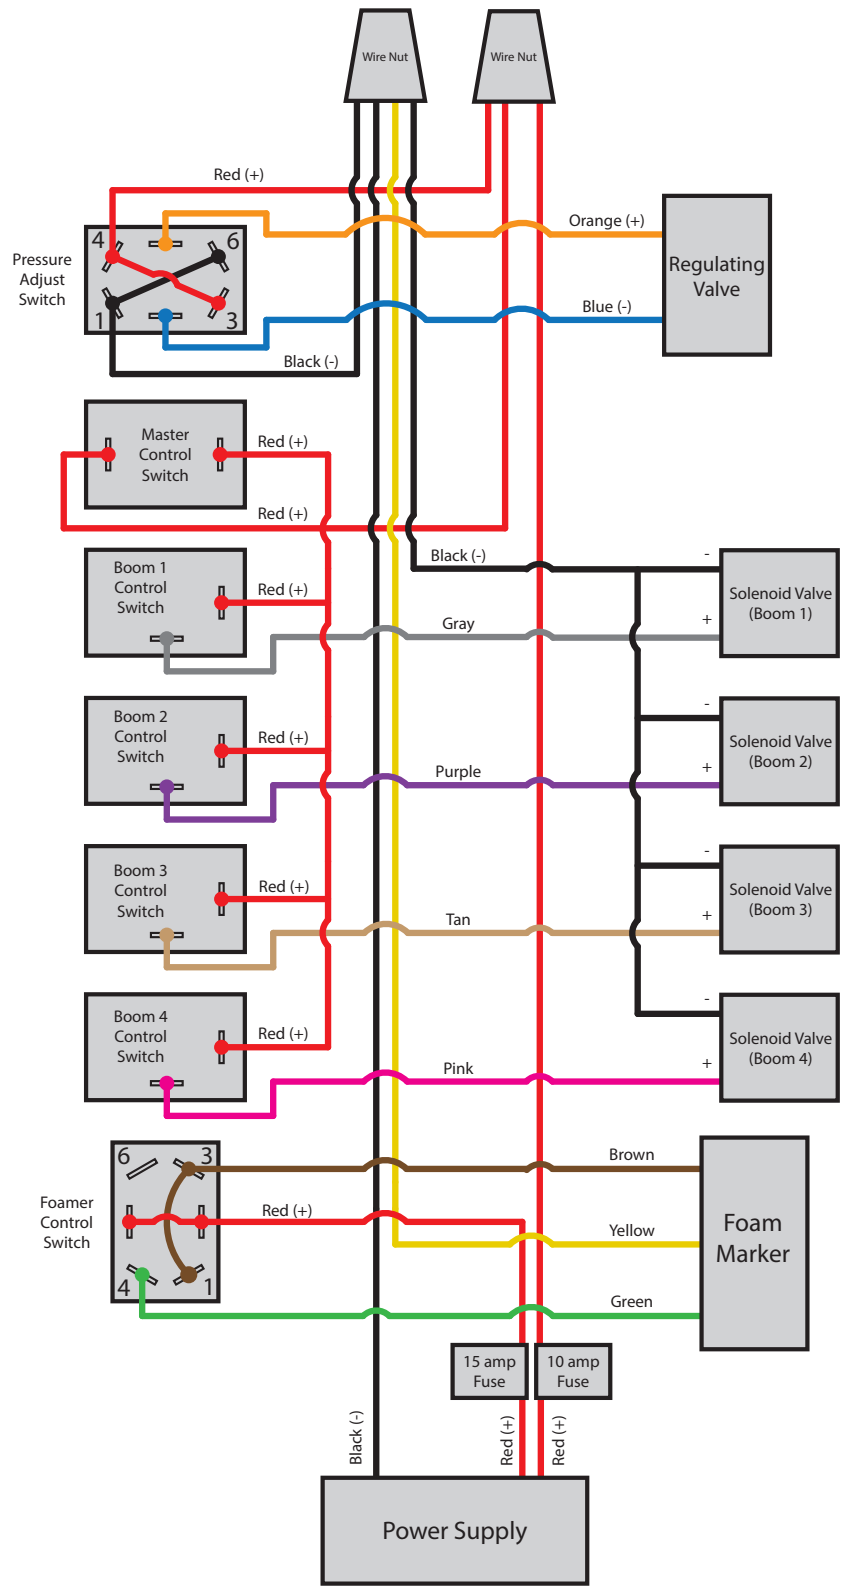 Wire Nut
Wire Nut
Red (+)
Orange (+)
4
6
Pressure
Adjust
Switch
Regulating
Valve
Blue (-)
1
3
Black (-)
Master
Control
Switch
Red (+)
Red (+)
Black (-)
Boom 1
Control
Switch
Red (+)
-
Solenoid Valve
(Boom 1)
+
Gray
Boom 2
Control
Switch
Red (+)
-
Solenoid Valve
(Boom 2)
+
Purple
Boom 3
Control
Switch
Red (+)
-
Solenoid Valve
(Boom 3)
+
Tan
Boom 4
Control
Switch
Red (+)
-
Solenoid Valve
(Boom 4)
+
Pink
6
3
Brown
Foamer
Control
Switch
Red (+)
Yellow
Foam
Marker
4
1
Green
15 amp
Fuse
10 amp
Fuse
Black (-)
Red (+)
Red (+)
Power Supply